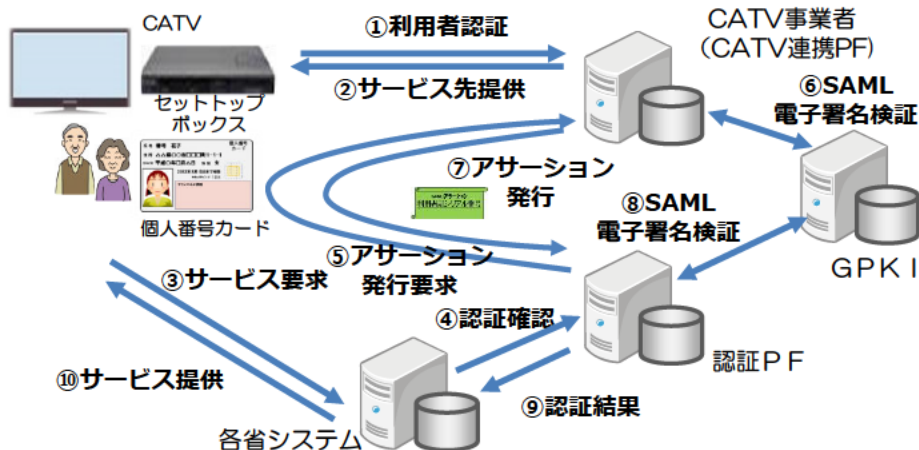 CATV
①利用者認証
CATV事業者
(CATV連携PF)
②サービス先提供
セットトップ
ボックス
⑥SAML
電子署名検証
個人番号カード
⑦アサーション
発行
⑧SAML
電子署名検証
GPKI
③サービス要求
⑤アサーション
発行要求
④認証確認
認証PF
⑩サービス提供
⑨認証結果
各省システム